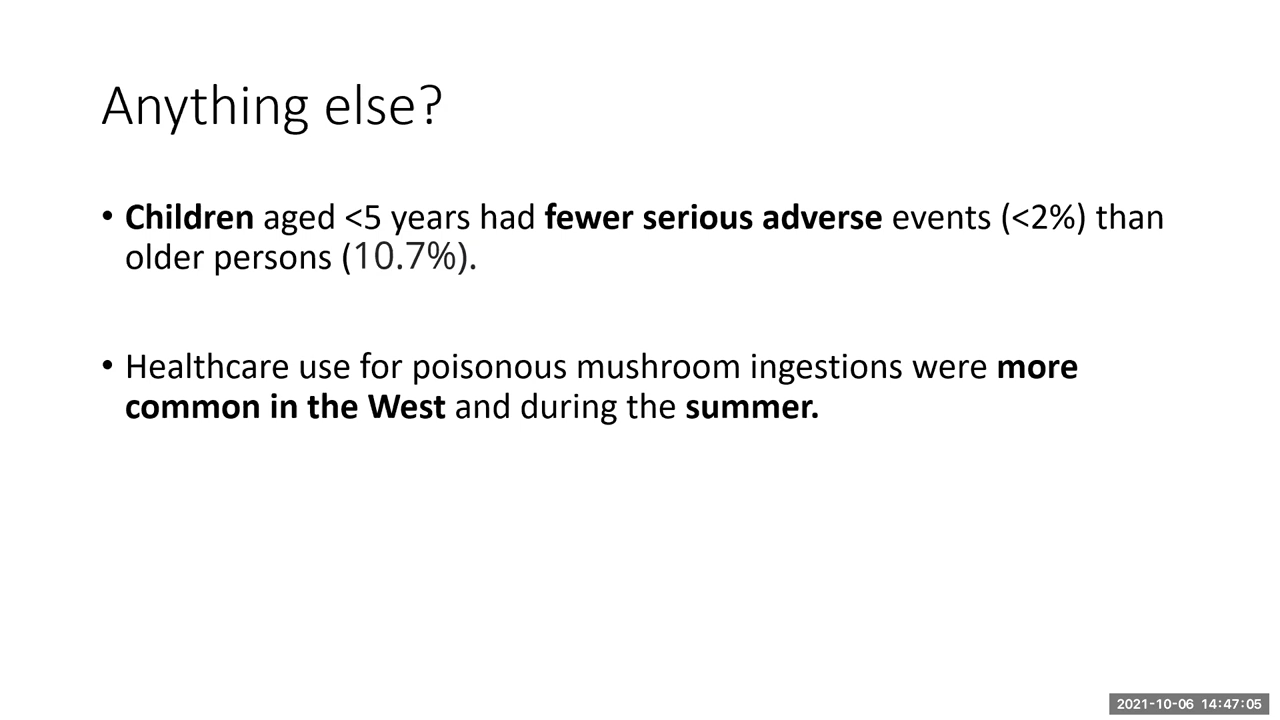 Anything else?
• Children aged <5 years had fewer serious adverse events (<2%) than
older persons (10.7%).
• Healthcare use for poisonous mushroom ingestions were more
common in the West and during the summer.
2021-10-06 14:47:05